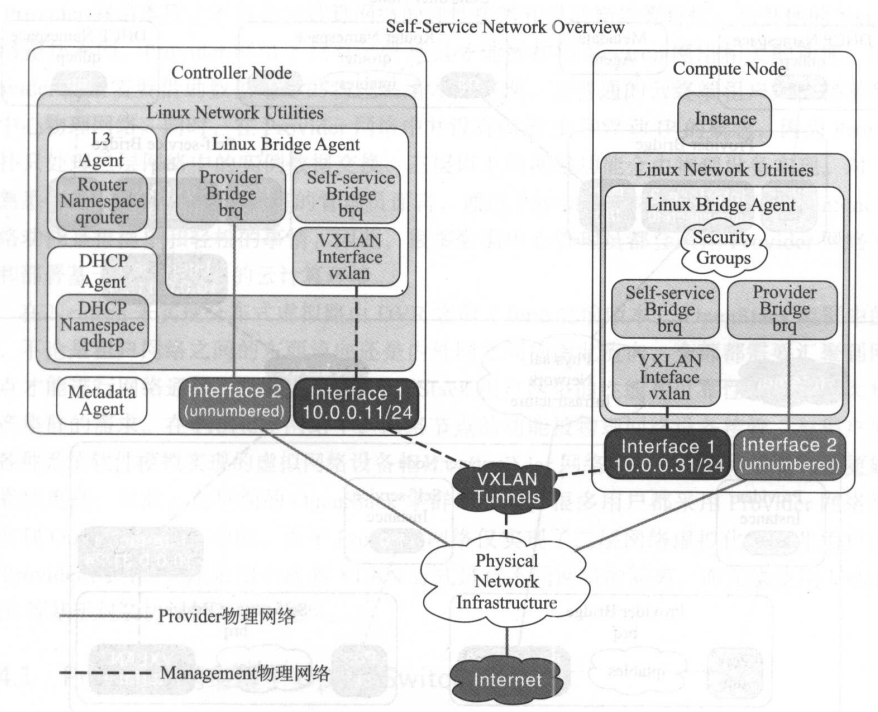 Self-Service Network Overview
Controller Node
Linux Network Utilities
L3
Agent
Router
Namespace
qrouter
DHCP
Agent
DHCP
Namespace
qdhcp
Metadata
Agent
Linux Bridge Agent
Provider
Bridge
brq
Self-service
Bridge
brq
VXLAN
Interface
vxlan
Interface 2
(unnumbered)
Interface 1
10.0.0.11/24
Compute Node
Instance
Linux Network Utilities
Linux Bridge Agent
Security
Groups
Self-service
Bridge
brq
Provider
Bridge
brq
VXLAN
Inteface
vxlan
Interface 1
10.0.0.31/24
Interface 2
(unnumbered)
VXLAN
Tunnels
Physical
Network
Infrastructure
Internet
Provider物理网络
Management物理网络